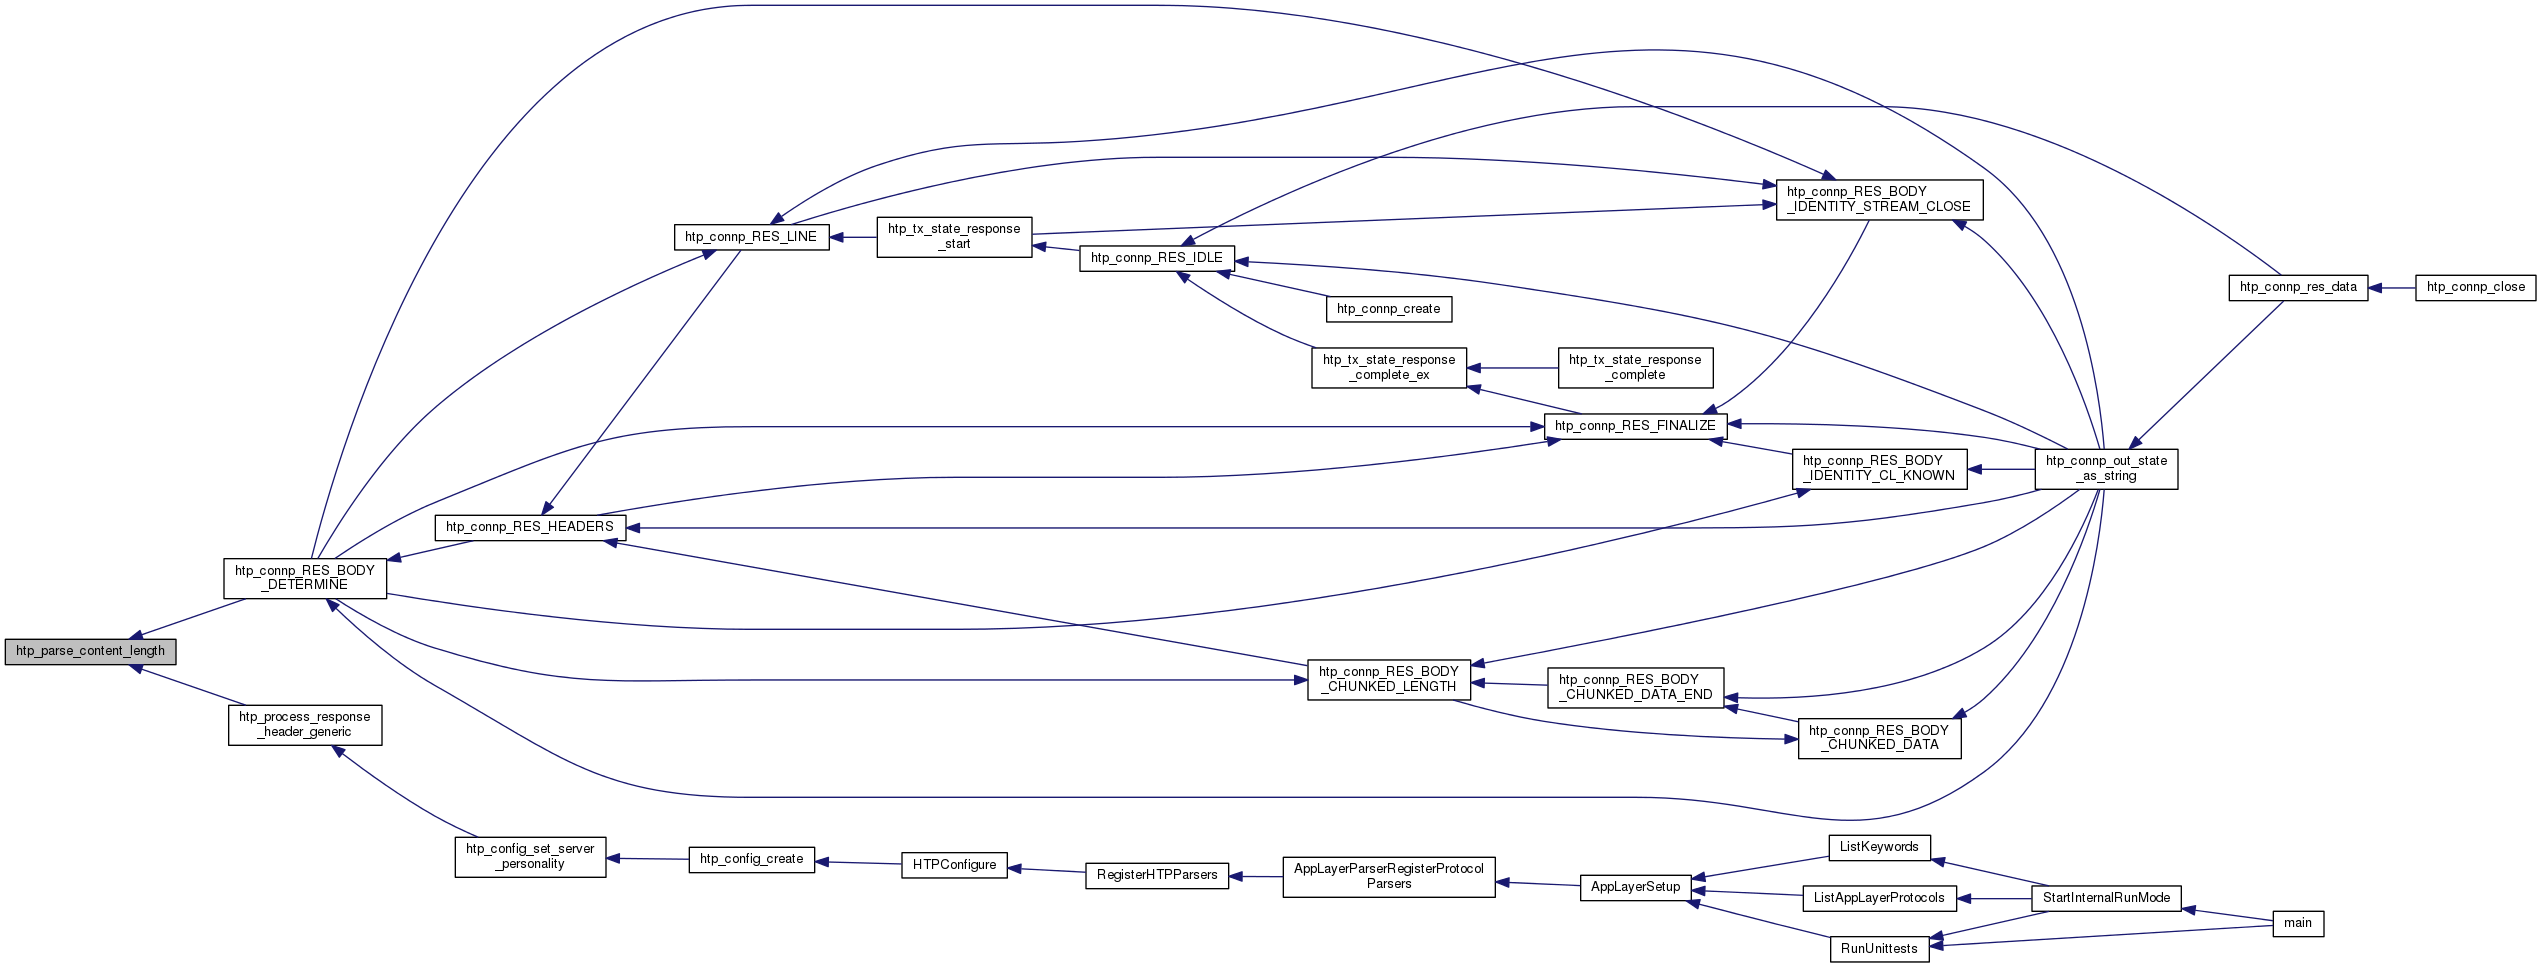 htp_parse_content_length
htp_connp_RES_BODY
_DETERMINE
htp_process_response
_header_generic
htp_connp_RES_HEADERS
htp_config_set_server
_personality
htp_connp_RES_LINE
htp_config_create
htp_tx_state_response
_start
HTPConfigure
htp_connp_RES_IDLE
RegisterHTPParsers
htp_connp_create
htp_tx_state_response
_complete_ex
htp_connp_RES_BODY
_CHUNKED_LENGTH
AppLayerParserRegisterProtocol
Parsers
htp_tx_state_response
_complete
htp_connp_RES_FINALIZE
htp_connp_RES_BODY
_CHUNKED_DATA_END
AppLayerSetup
htp_connp_RES_BODY
_IDENTITY_STREAM_CLOSE
htp_connp_RES_BODY
_IDENTITY_CL_KNOWN
htp_connp_RES_BODY
_CHUNKED_DATA
ListKeywords
ListAppLayerProtocols
RunUnittests
htp_connp_out_state
_as_string
StartInternalRunMode
htp_connp_res_data
main
htp_connp_close